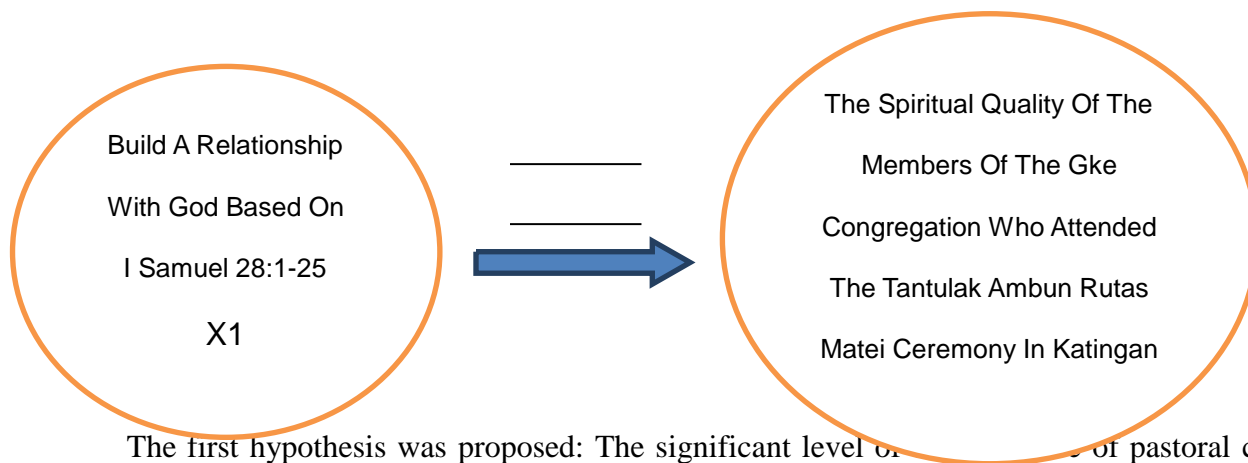 Build A Relationship
With God Based On
I Samuel 28:1-25
X1
The Spiritual Quality Of The
Members Of The Gke
Congregation Who Attended
The Tantulak Ambun Rutas
Matei Ceremony In Katingan
The first hypothesis was proposed: The significant level of pastoral